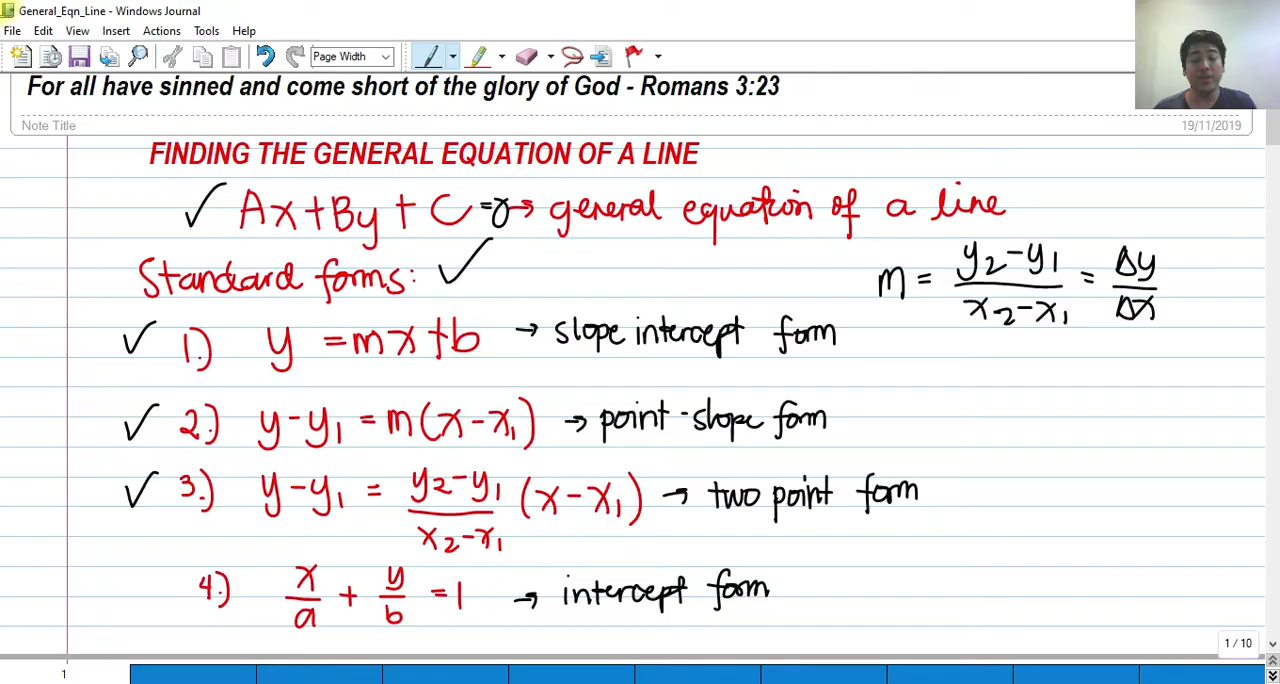 General_Eqn_Line - Windows Journal
File Edit View Insert Actions Tools Help
Page Width
For all have sinned and come short of the glory of God - Romans 3:23
Note Title
19/11/2019
FINDING THE GENERAL EQUATION OF A LINE
✓ Ax + By + C = 0 → general equation of a line
Standard forms: ✓
m = y₂-y₁ / x₂-x₁ = Δy / Δx
✓ 1.) y = mx + b → slope intercept form
✓ 2.) y - y₁ = m(x - x₁) → point-slope form
✓ 3.) y - y₁ = y₂-y₁ / x₂-x₁ (x - x₁) → two point form
4.) x/a + y/b = 1 → intercept form
1 / 10
1